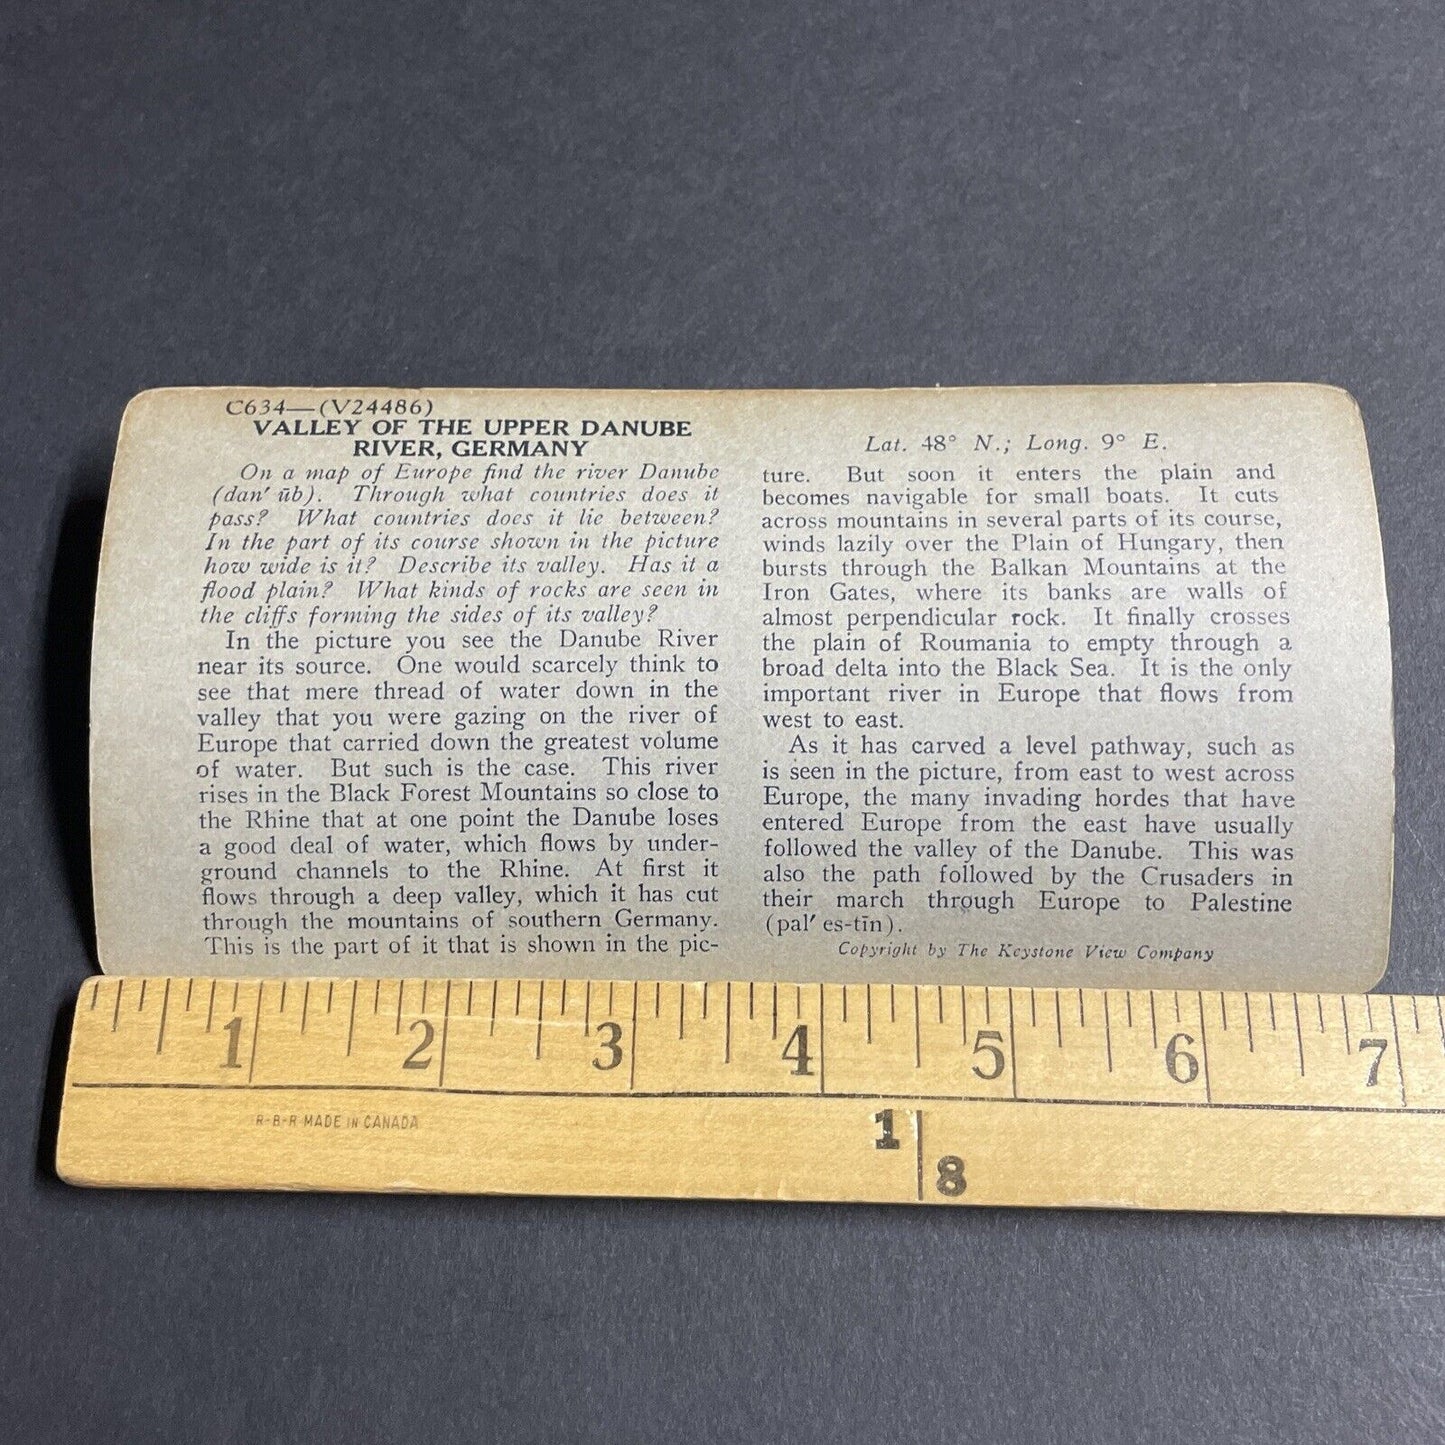 C634—(V24486)
VALLEY OF THE UPPER DANUBE
RIVER, GERMANY
On a map of Europe find the river Danube
(dan′ ūb). Through what countries does it
pass? What countries does it lie between?
In the part of its course shown in the picture
how wide is it? Describe its valley. Has it a
flood plain? What kinds of rocks are seen in
the cliffs forming the sides of its valley?
In the picture you see the Danube River
near its source. One would scarcely think to
see that mere thread of water down in the
valley that you were gazing on the river of
Europe that carried down the greatest volume
of water. But such is the case. This river
rises in the Black Forest Mountains so close to
the Rhine that at one point the Danube loses
a good deal of water, which flows by under-
ground channels to the Rhine. At first it
flows through a deep valley, which it has cut
through the mountains of southern Germany.
This is the part of it that is shown in the pic-
Lat. 48° N.; Long. 9° E.
ture. But soon it enters the plain and
becomes navigable for small boats. It cuts
across mountains in several parts of its course,
winds lazily over the Plain of Hungary, then
bursts through the Balkan Mountains at the
Iron Gates, where its banks are walls of
almost perpendicular rock. It finally crosses
the plain of Roumania to empty through a
broad delta into the Black Sea. It is the only
important river in Europe that flows from
west to east.
As it has carved a level pathway, such as
is seen in the picture, from east to west across
Europe, the many invading hordes that have
entered Europe from the east have usually
followed the valley of the Danube. This was
also the path followed by the Crusaders in
their march through Europe to Palestine
(pal′ es-tīn).
Copyright by The Keystone View Company
1 2 3 4 5 6 7
R-B-R MADE IN CANADA
1
8